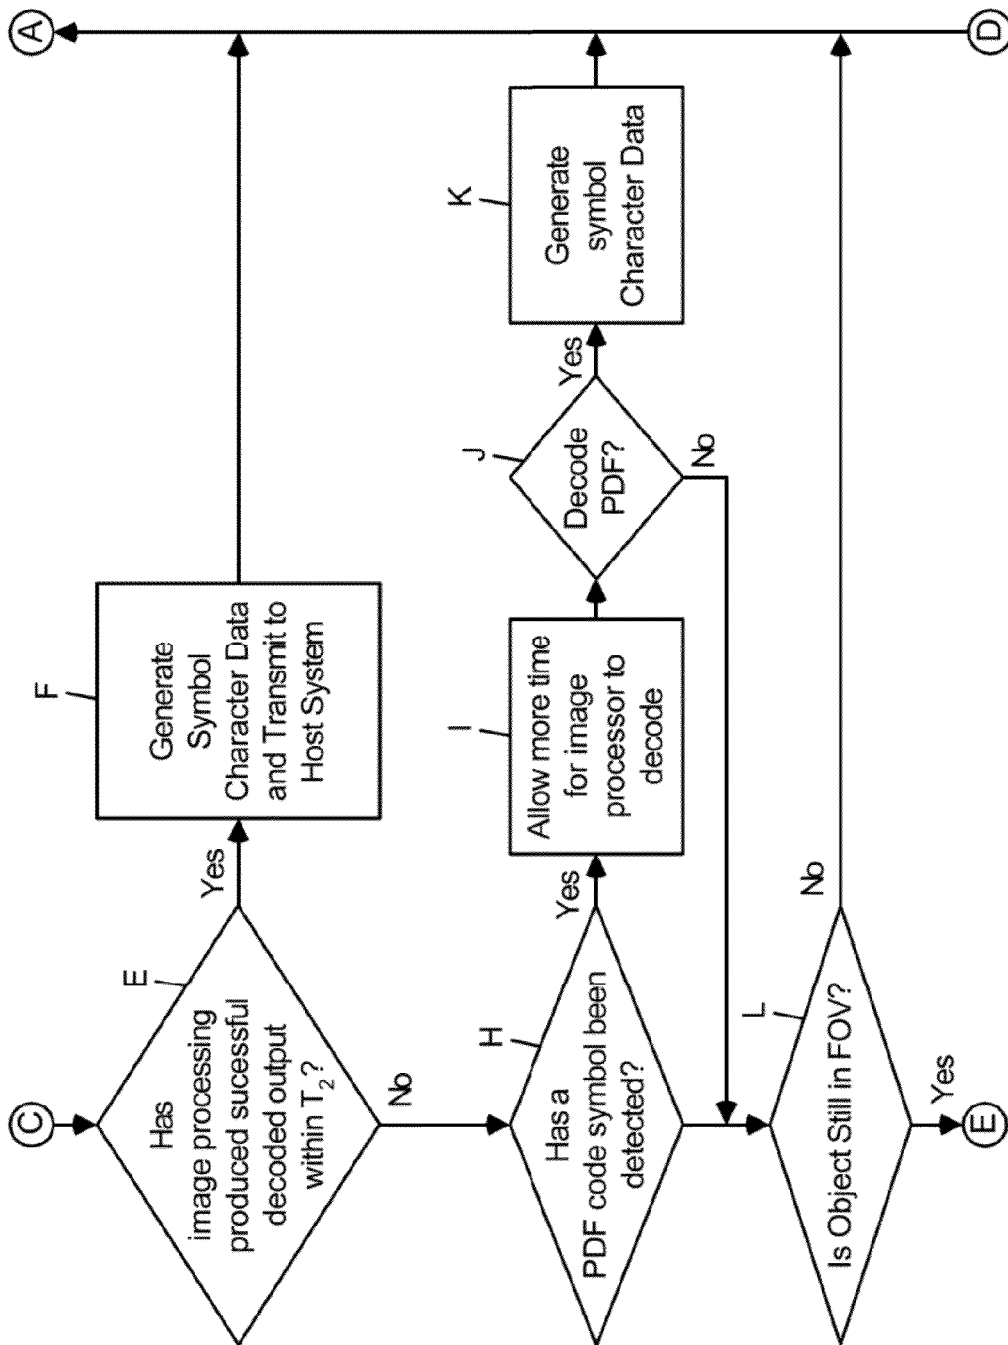 C
E
Has
image processing
produced sucessful
decoded output
within T₂?
Yes
F
Generate
Symbol
Character Data
and Transmit to
Host System
A
No
H
Has a
PDF code symbol been
detected?
Yes
I
Allow more time
for image
processor to
decode
J
Decode
PDF?
Yes
No
K
Generate
symbol
Character Data
L
Is Object Still in FOV?
No
Yes
E
D